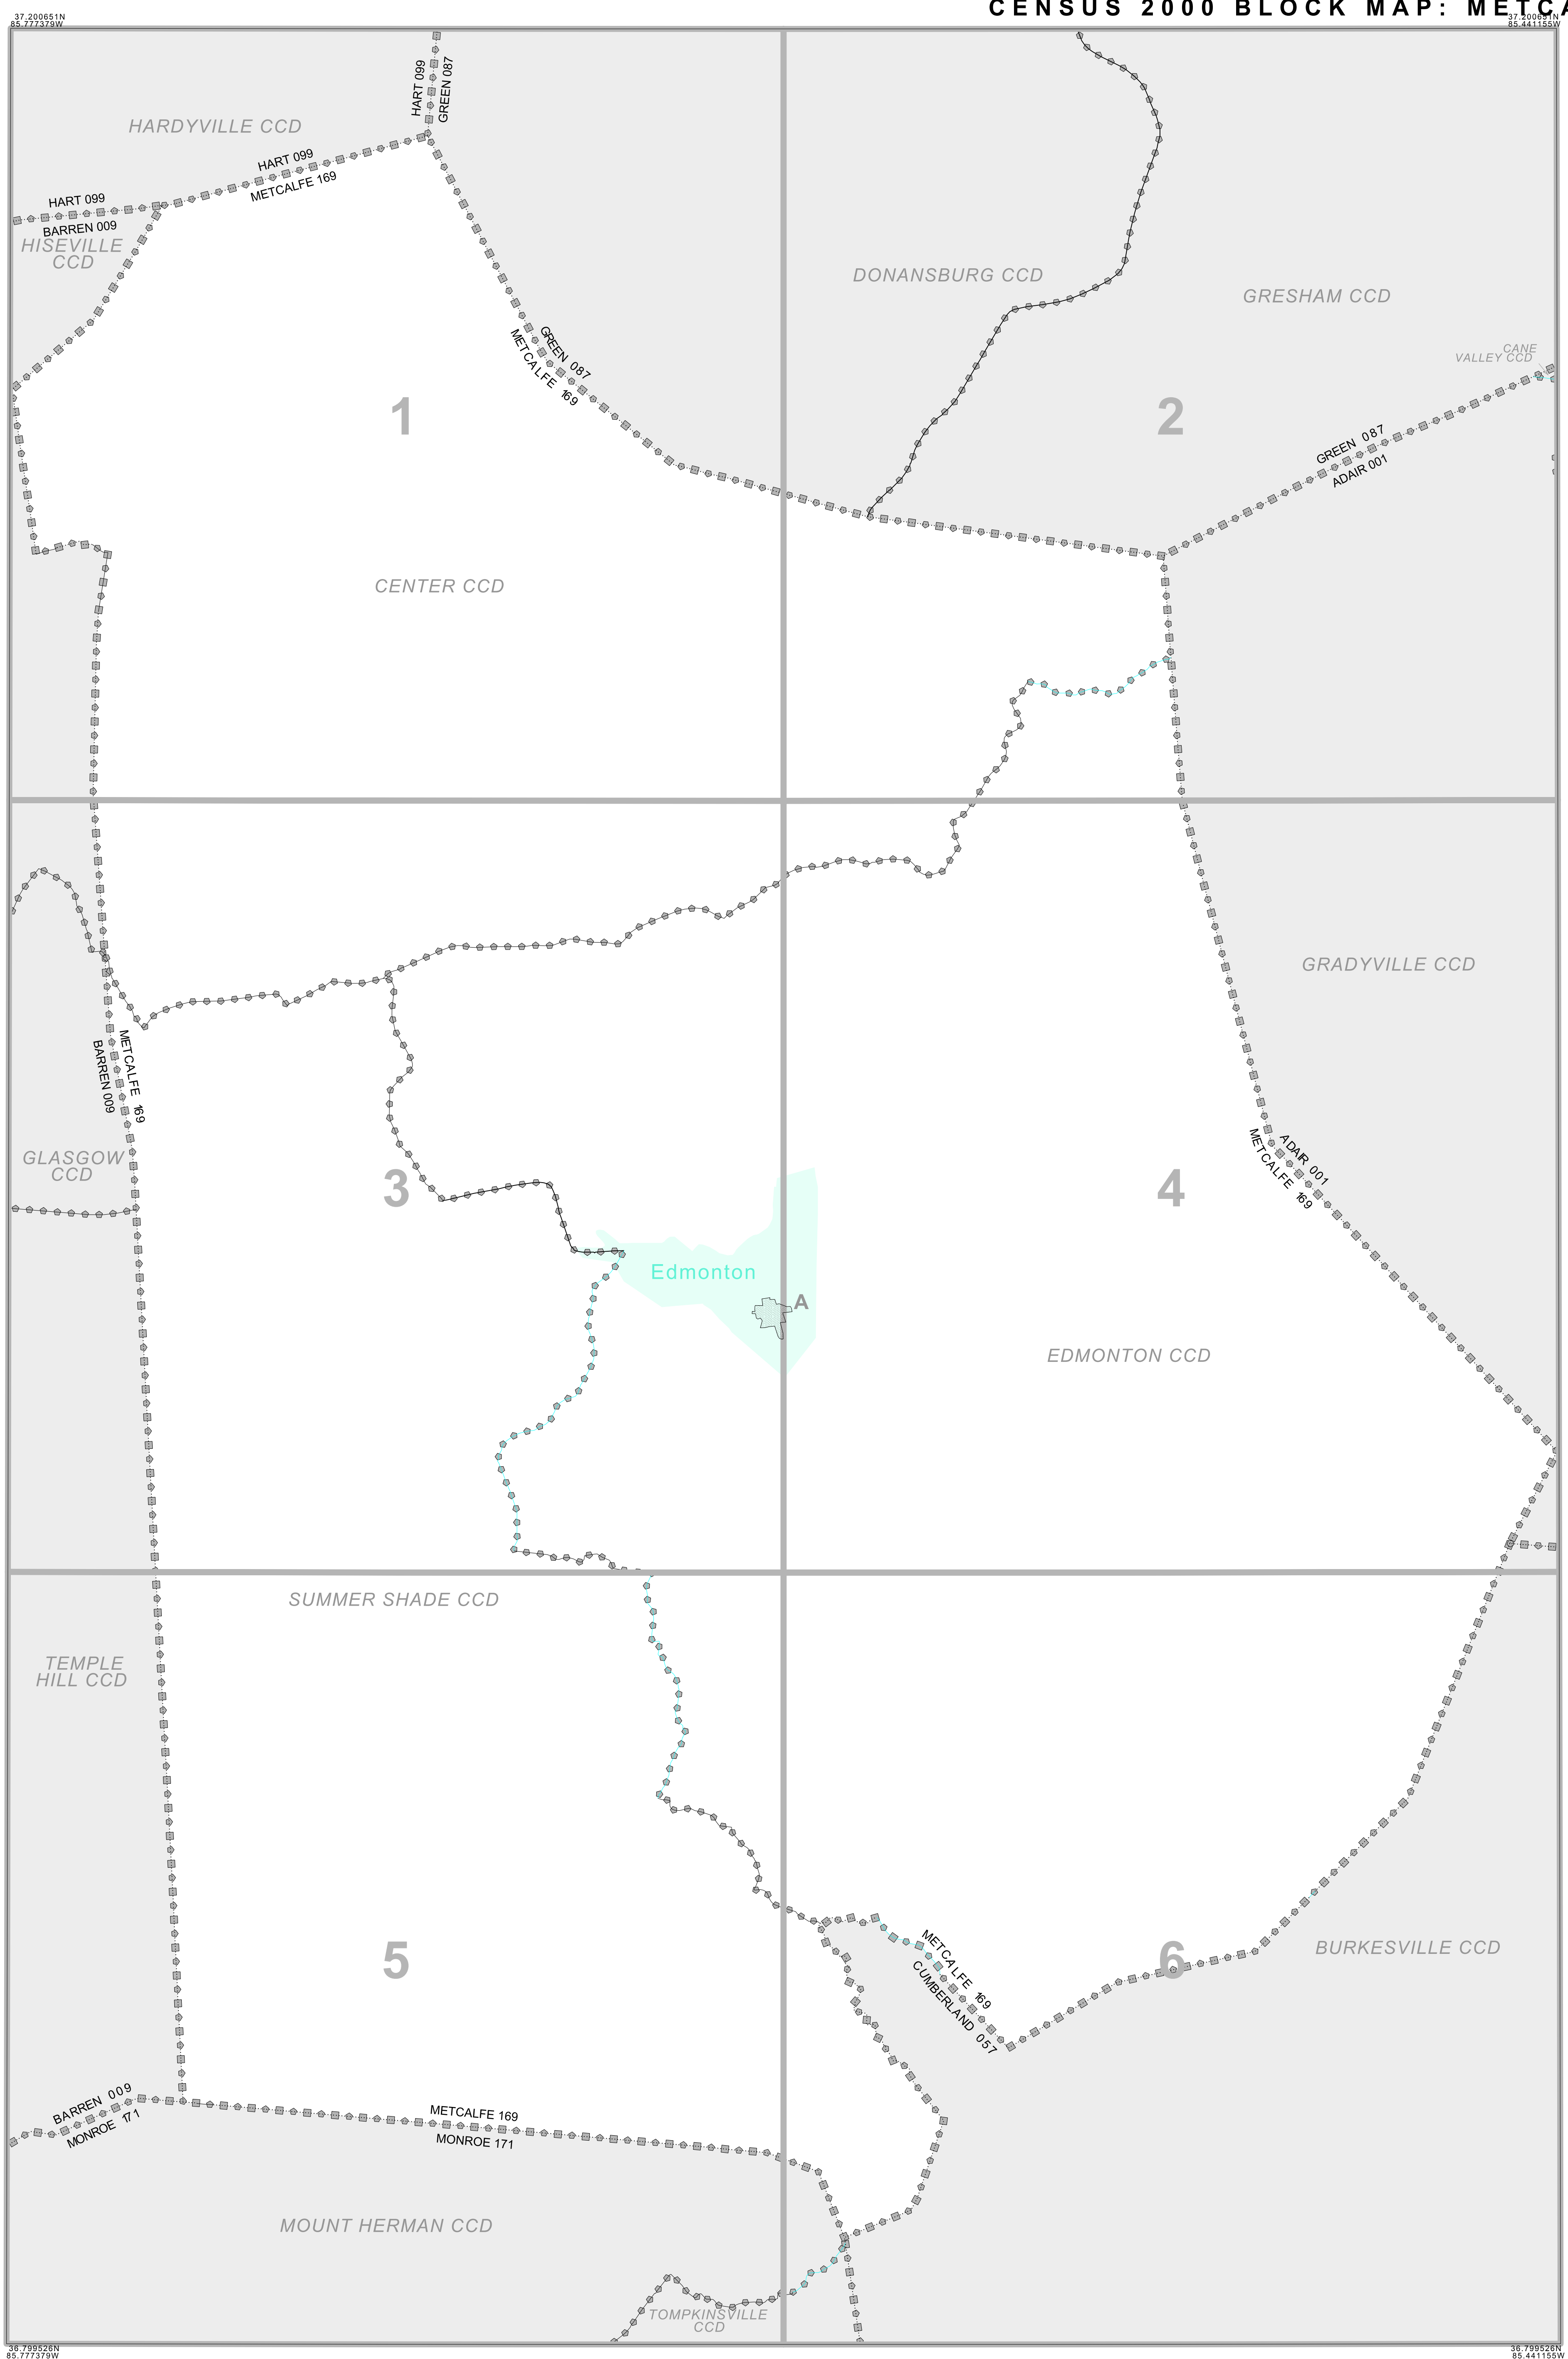 CENSUS 2000 BLOCK MAP: METCA
37.200651N
85.777379W
37.200651N
85.441155W
HART 099
GREEN 087
HARDYVILLE CCD
HART 099
METCALFE 169
HART 099
BARREN 009
HISEVILLE
CCD
DONANSBURG CCD
GRESHAM CCD
CANE
VALLEY CCD
GREEN 087
METCALFE 169
1
2
GREEN 087
ADAIR 001
CENTER CCD
GRADYVILLE CCD
METCALFE 169
BARREN 009
GLASGOW
CCD
3
4
ADAIR 001
METCALFE 169
Edmonton
A
EDMONTON CCD
SUMMER SHADE CCD
TEMPLE
HILL CCD
5
6
METCALFE 169
CUMBERLAND 057
BURKESVILLE CCD
BARREN 009
MONROE 171
METCALFE 169
MONROE 171
MOUNT HERMAN CCD
TOMPKINSVILLE
CCD
36.799526N
85.777379W
36.799526N
85.441155W